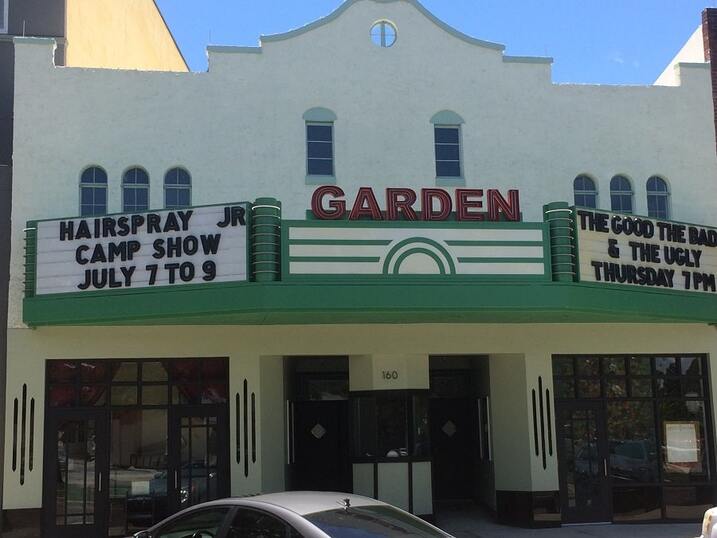 GARDEN
HAIRSPRAY JR
CAMP SHOW
JULY 7 TO 9
THE GOOD THE BAD
& THE UGLY
THURSDAY 7PM
160